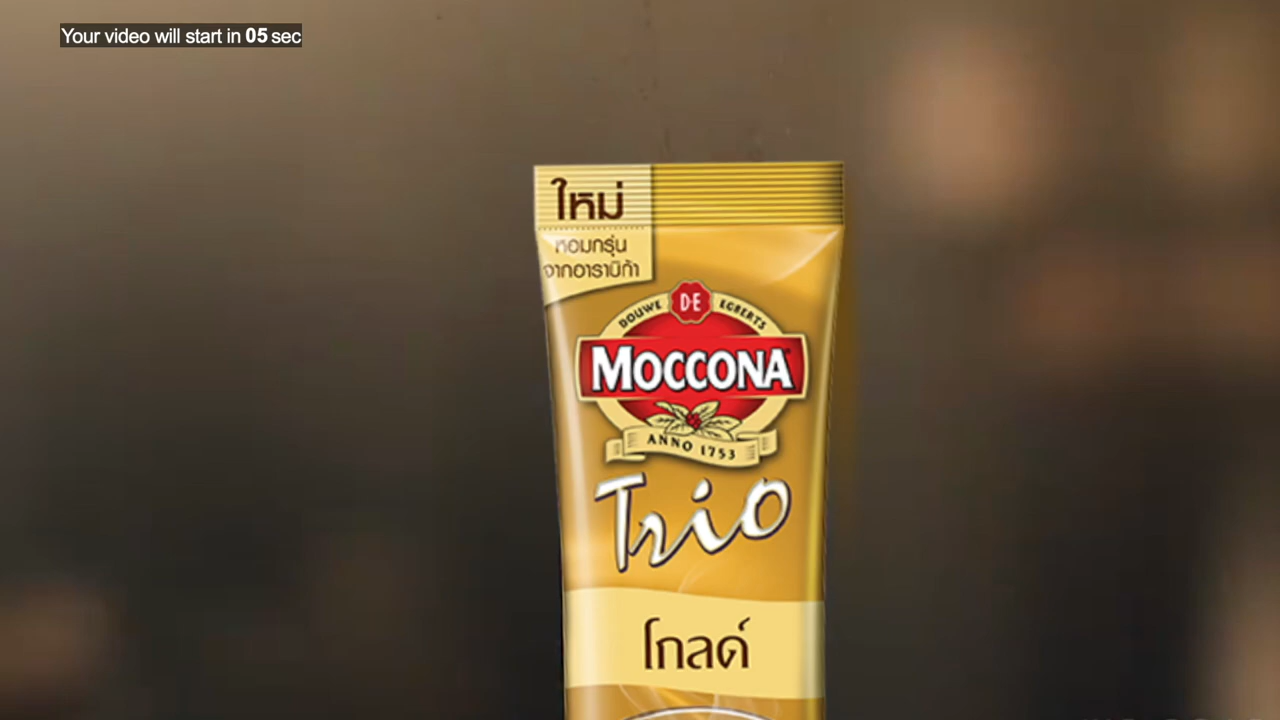 Your video will start in 05 sec
ใหม่
หอมกรุ่น
จากอาราบิก้า
DOUWE D·E EGBERTS
MOCCONA
ANNO 1753
Trio
โกลด์